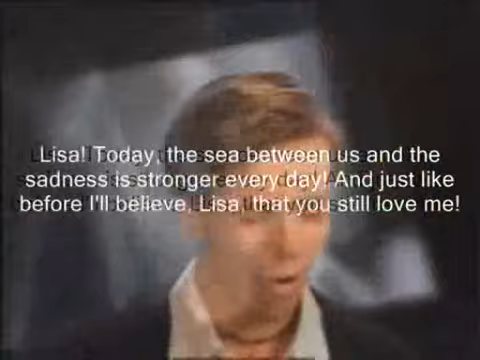 Lisa! Today, the sea between us and the
sadness is stronger every day! And just like
before I'll believe, Lisa, that you still love me!